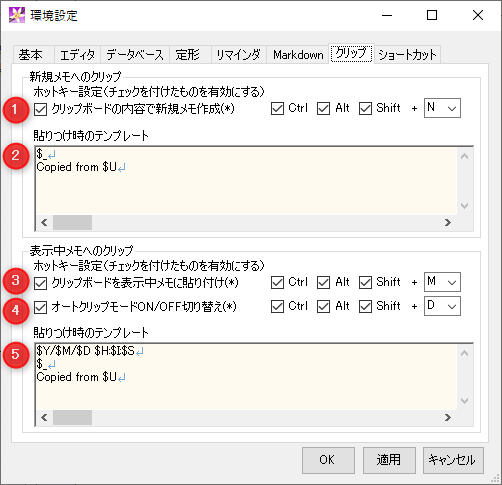 環境設定
基本 エディタ データベース 定形 リマインダ Markdown クリップ ショートカット
新規メモへのクリップ
ホットキー設定(チェックを付けたものを有効にする)
1 クリップボードの内容で新規メモ作成(*) Ctrl Alt Shift + N
貼りつけ時のテンプレート
2 $_↲
Copied from $U↲
表示中メモへのクリップ
ホットキー設定(チェックを付けたものを有効にする)
3 クリップボードを表示中メモに貼り付け(*) Ctrl Alt Shift + M
4 オートクリップモードON/OFF切り替え(*) Ctrl Alt Shift + D
貼りつけ時のテンプレート
5 $Y/$M/$D $H:$I:$S↲
$_↲
Copied from $U↲
OK 適用 キャンセル